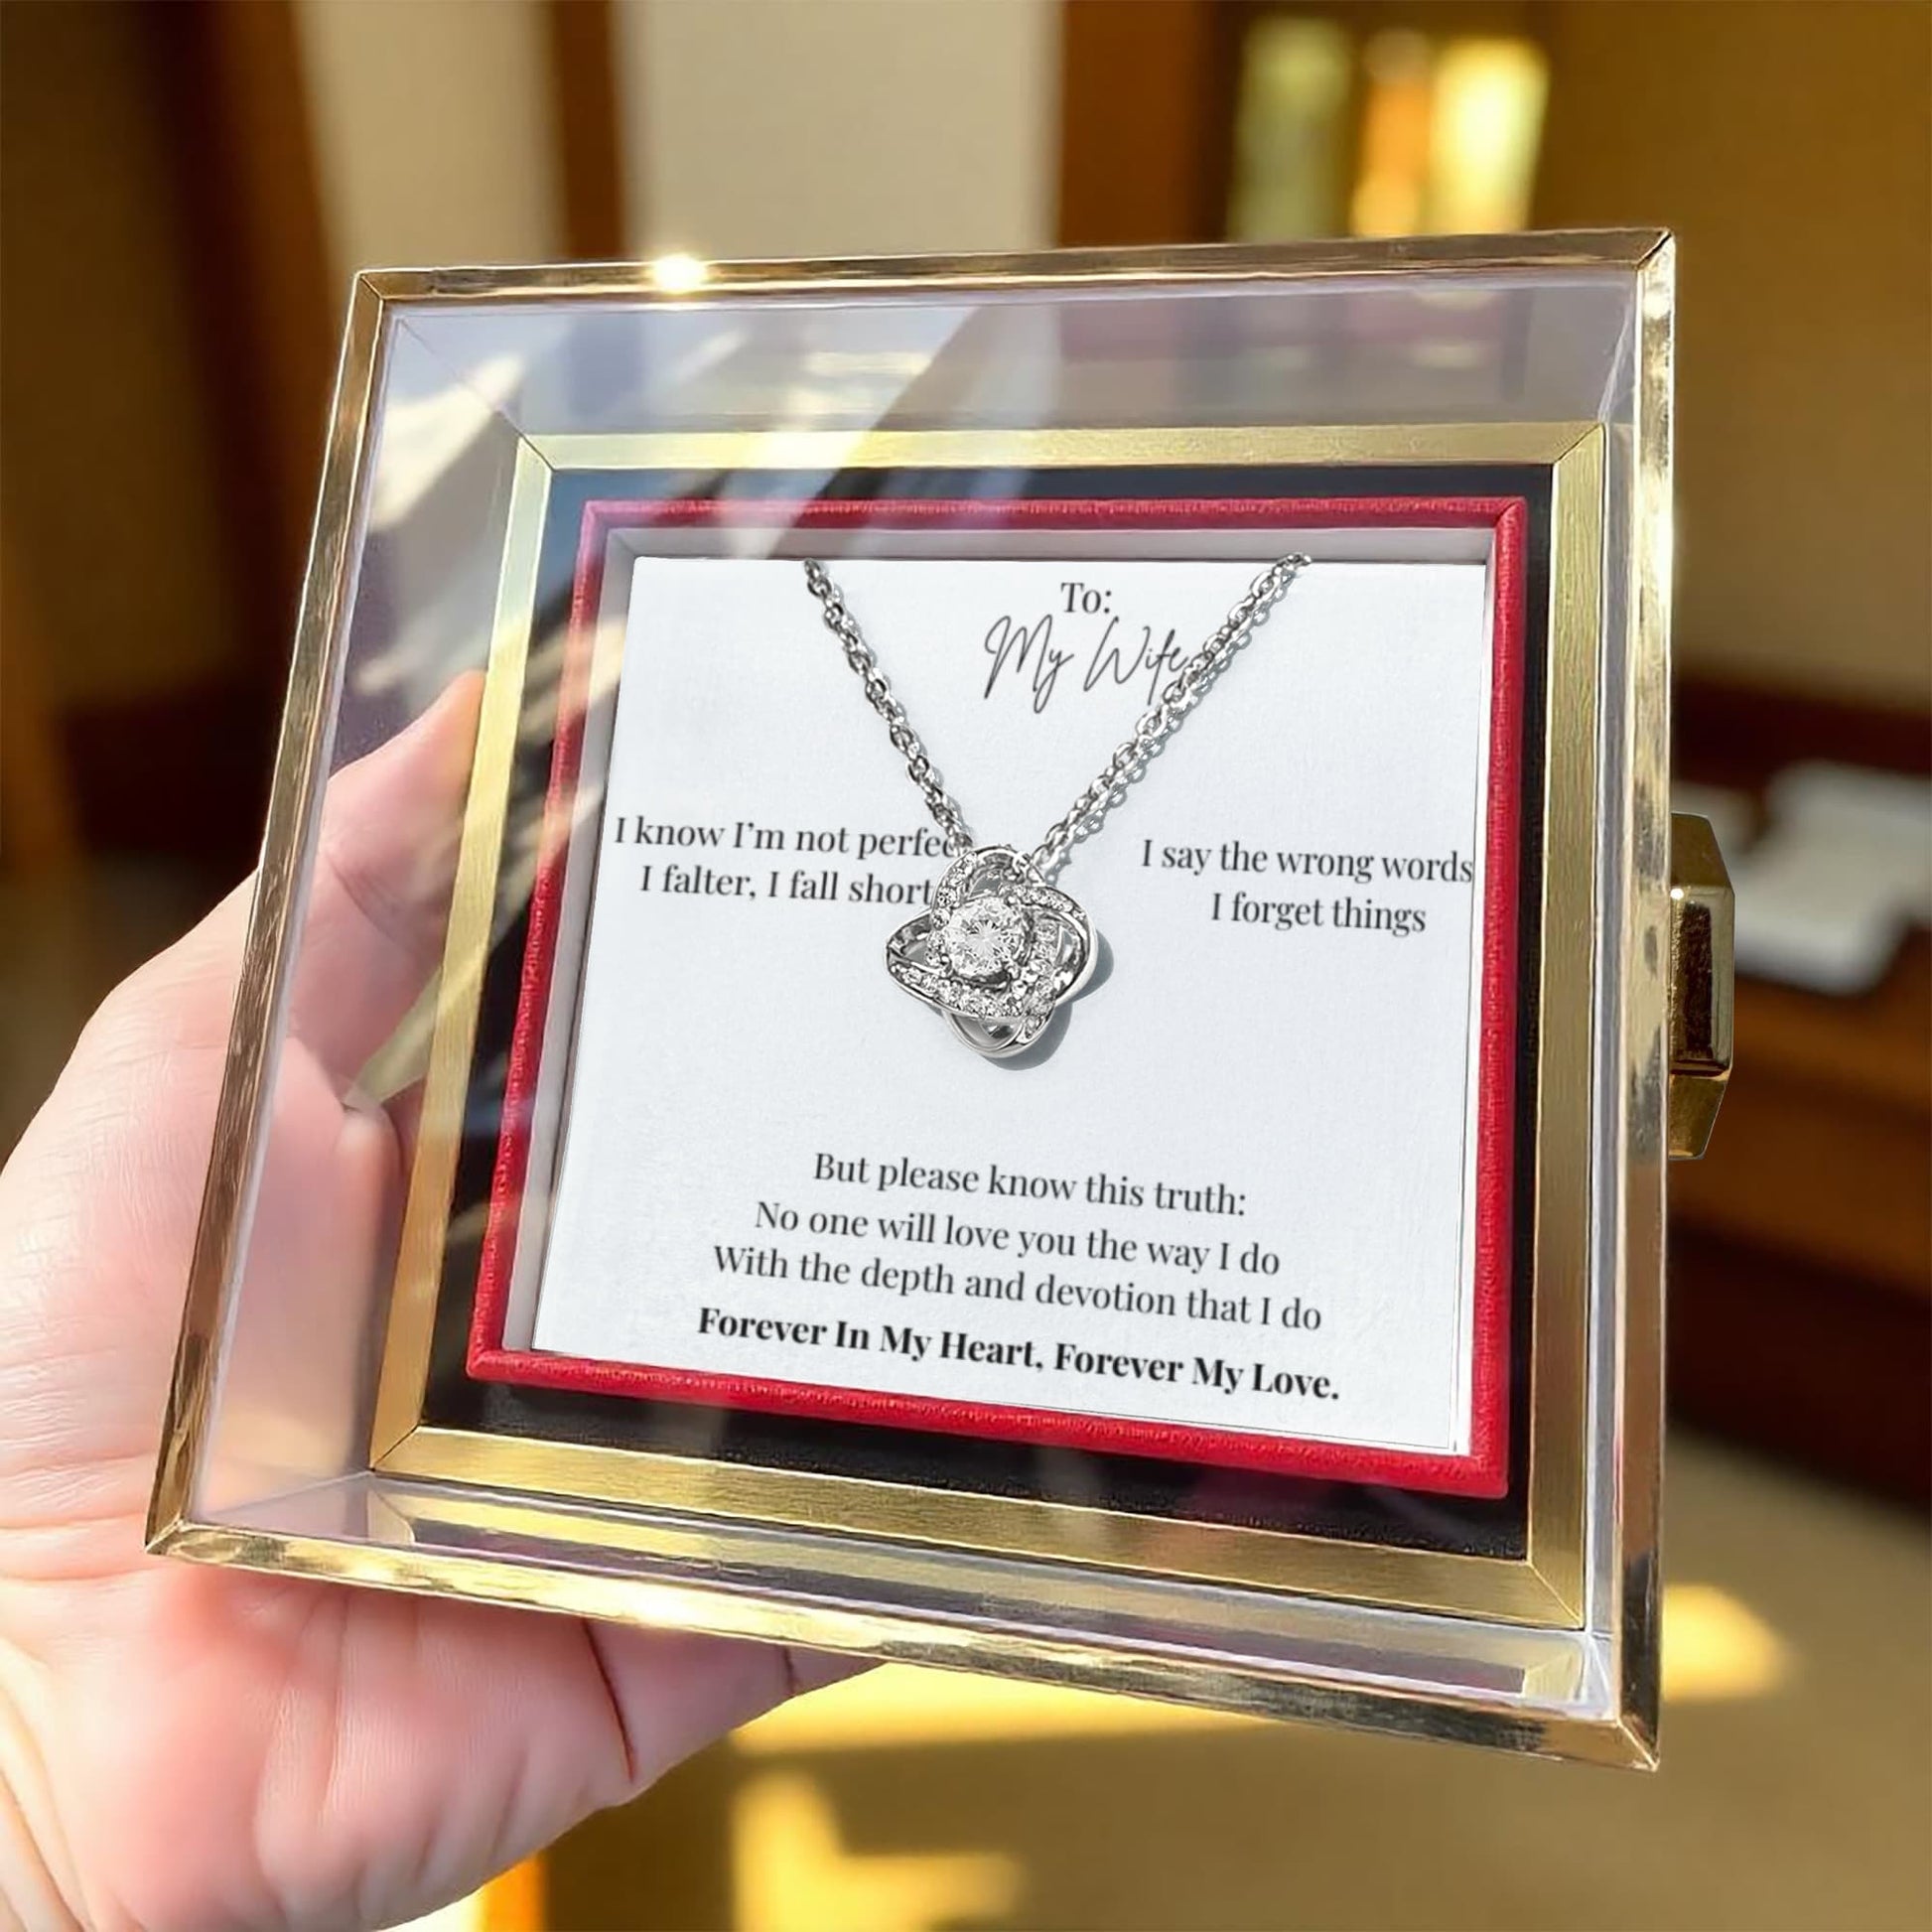 To:
My Wife
I know I'm not perfec
I falter, I fall short
I say the wrong words
I forget things
But please know this truth:
No one will love you the way I do
With the depth and devotion that I do
Forever In My Heart, Forever My Love.